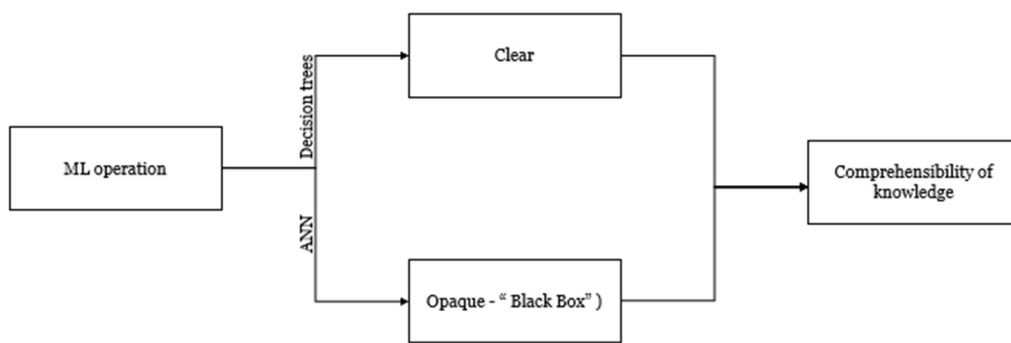 ML operation
Decision trees
ANN
Clear
Opaque - “ Black Box” )
Comprehensibility of
knowledge